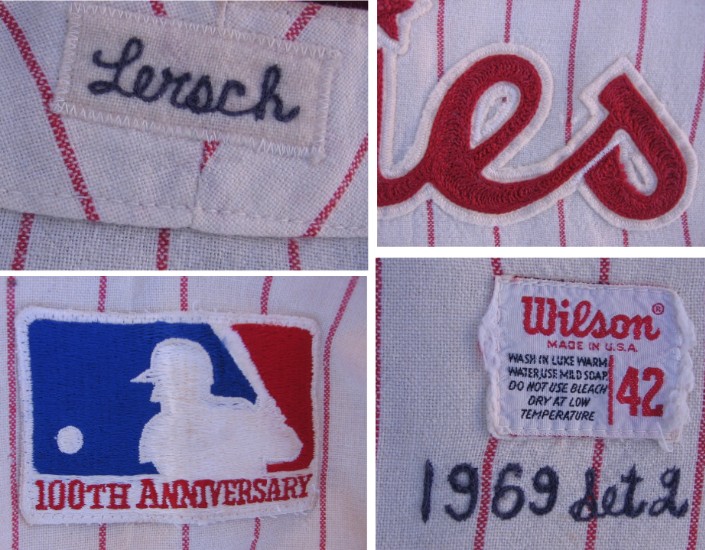 Lersch
es
100TH ANNIVERSARY
Wilson®
MADE IN U.S.A.
WASH IN LUKE WARM
WATER, USE MILD SOAP.
DO NOT USE BLEACH
DRY AT LOW
TEMPERATURE
42
1969 Set 2